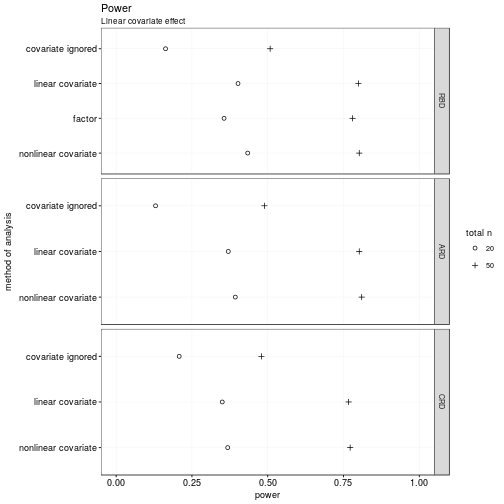 Power
Linear covariate effect
covariate ignored
linear covariate
factor
nonlinear covariate
RBD
covariate ignored
linear covariate
nonlinear covariate
ARD
covariate ignored
linear covariate
nonlinear covariate
CRD
method of analysis
0.00 0.25 0.50 0.75 1.00
power
total n
20
50